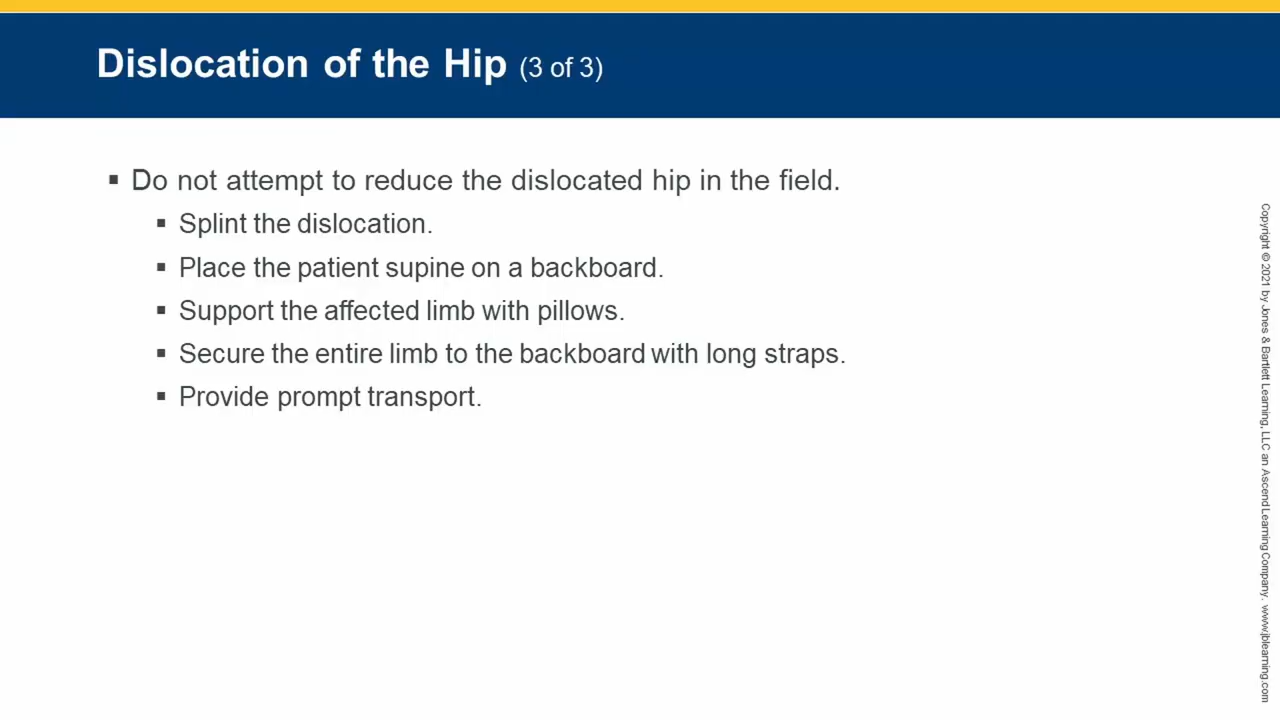 Dislocation of the Hip (3 of 3)
▪ Do not attempt to reduce the dislocated hip in the field.
▪ Splint the dislocation.
▪ Place the patient supine on a backboard.
▪ Support the affected limb with pillows.
▪ Secure the entire limb to the backboard with long straps.
▪ Provide prompt transport.
Copyright © 2021 by Jones & Bartlett Learning, LLC an Ascend Learning Company. www.jblearning.com